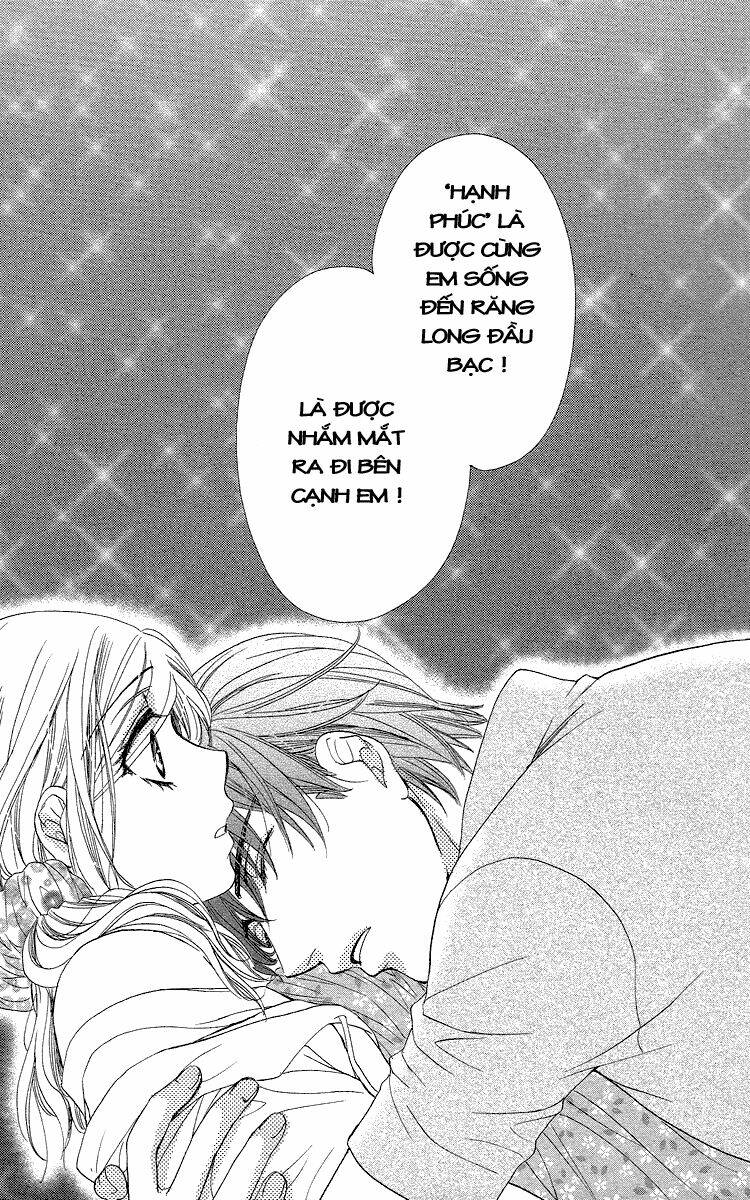 'HẠNH
PHÚC' LÀ
ĐƯỢC CÙNG
EM SỐNG
ĐẾN RĂNG
LONG ĐẦU
BẠC !
LÀ ĐƯỢC
NHẮM MẮT
RA ĐI BÊN
CẠNH EM !